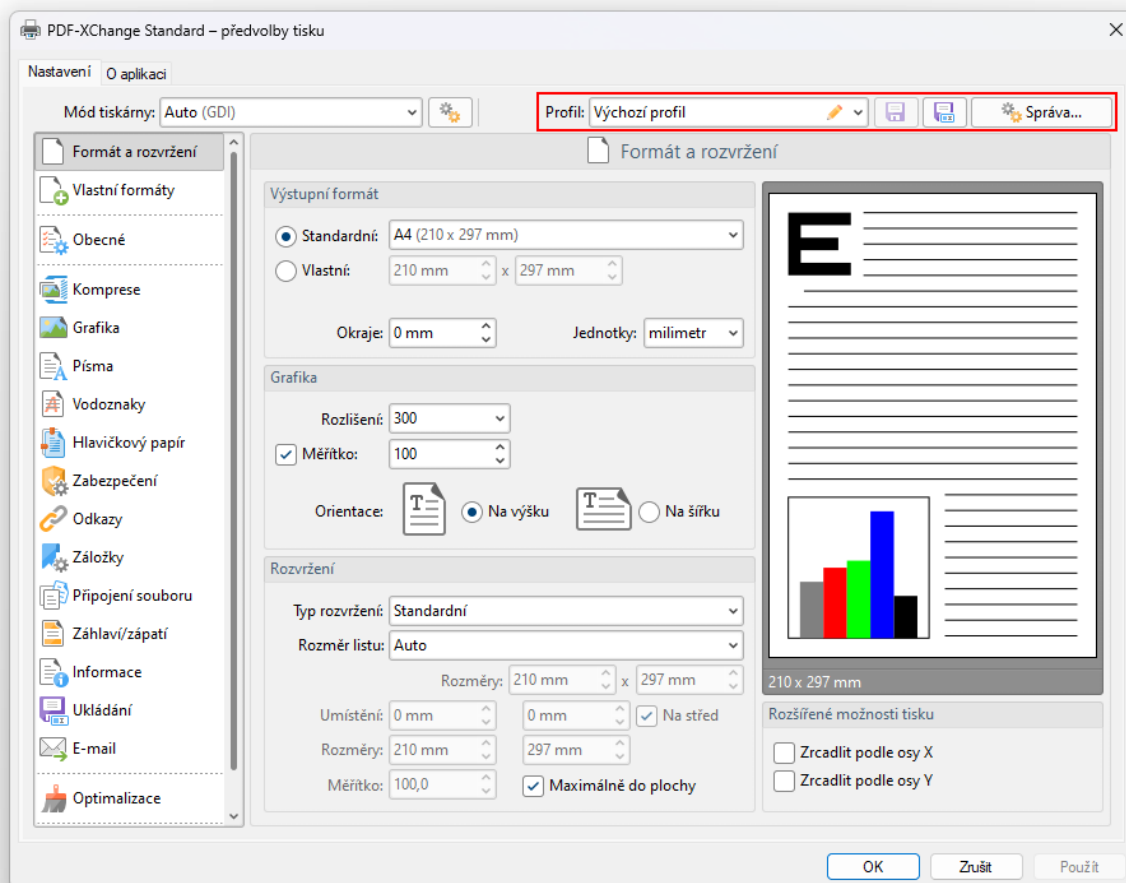 PDF-XChange Standard – předvolby tisku
Nastavení O aplikaci
Mód tiskárny: Auto (GDI) Profil: Výchozí profil Správa...
Formát a rozvržení
Vlastní formáty
Obecné
Komprese
Grafika
Písma
Vodoznaky
Hlavičkový papír
Zabezpečení
Odkazy
Záložky
Připojení souboru
Záhlaví/zápatí
Informace
Ukládání
E-mail
Optimalizace
Formát a rozvržení
Výstupní formát
Standardní: A4 (210 x 297 mm)
Vlastní: 210 mm x 297 mm
Okraje: 0 mm Jednotky: milimetr
Grafika
Rozlišení: 300
Měřítko: 100
Orientace: T Na výšku T Na šířku
Rozvržení
Typ rozvržení: Standardní
Rozměr listu: Auto
Rozměry: 210 mm x 297 mm
Umístění: 0 mm 0 mm Na střed
Rozměry: 210 mm 297 mm
Měřítko: 100,0 Maximálně do plochy
E
210 x 297 mm
Rozšířené možnosti tisku
Zrcadlit podle osy X
Zrcadlit podle osy Y
OK Zrušit Použít